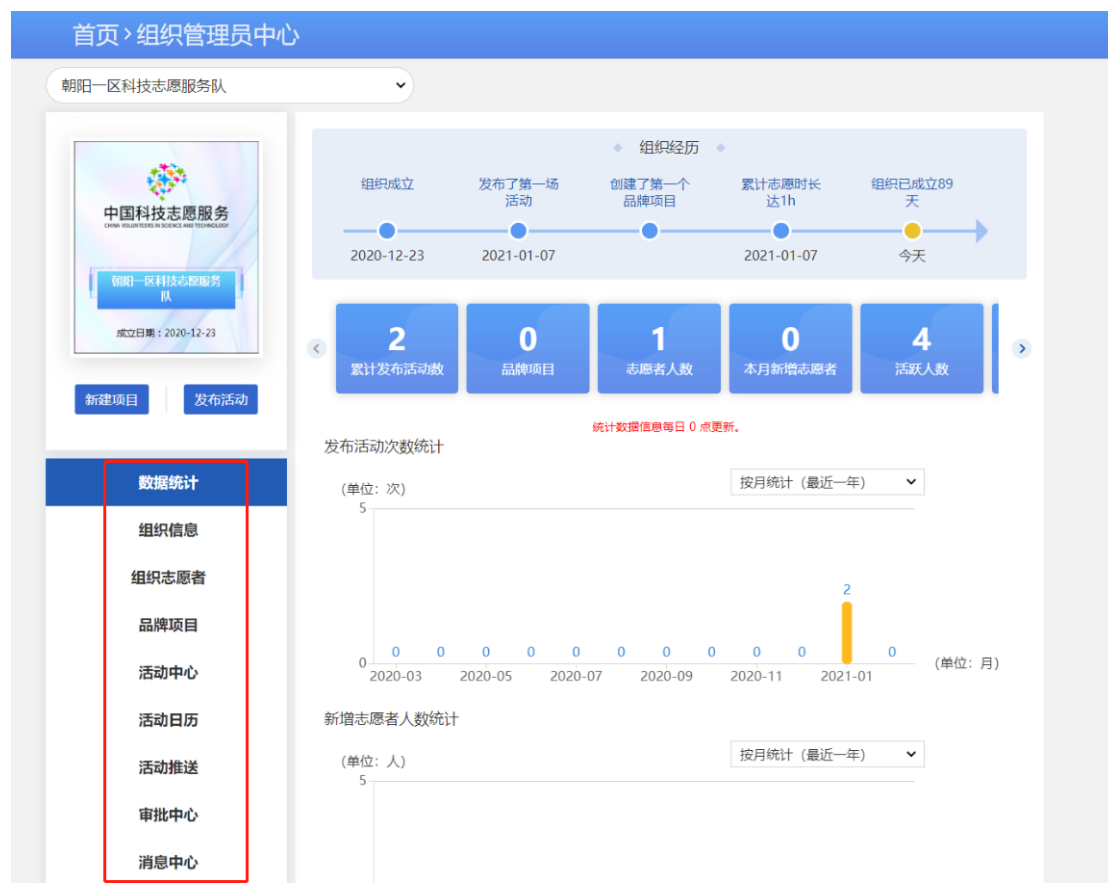 首页>组织管理员中心
朝阳一区科技志愿服务队
中国科技志愿服务
CHINA VOLUNTEERS IN SCIENCE AND TECHNOLOGY
朝阳一区科技志愿服务
队
成立日期：2020-12-23
新建项目
发布活动
数据统计
组织信息
组织志愿者
品牌项目
活动中心
活动日历
活动推送
审批中心
消息中心
组织经历
组织成立
发布了第一场
活动
创建了第一个
品牌项目
累计志愿时长
达1h
组织已成立89
天
2020-12-23
2021-01-07
2021-01-07
今天
2
累计发布活动数
0
品牌项目
1
志愿者人数
0
本月新增志愿者
4
活跃人数
统计数据信息每日 0 点更新。
发布活动次数统计
(单位：次)
按月统计（最近一年）
5
2
0 0 0 0 0 0 0 0 0 0 0
0
2020-03 2020-05 2020-07 2020-09 2020-11 2021-01
(单位：月)
新增志愿者人数统计
(单位：人)
按月统计（最近一年）
5